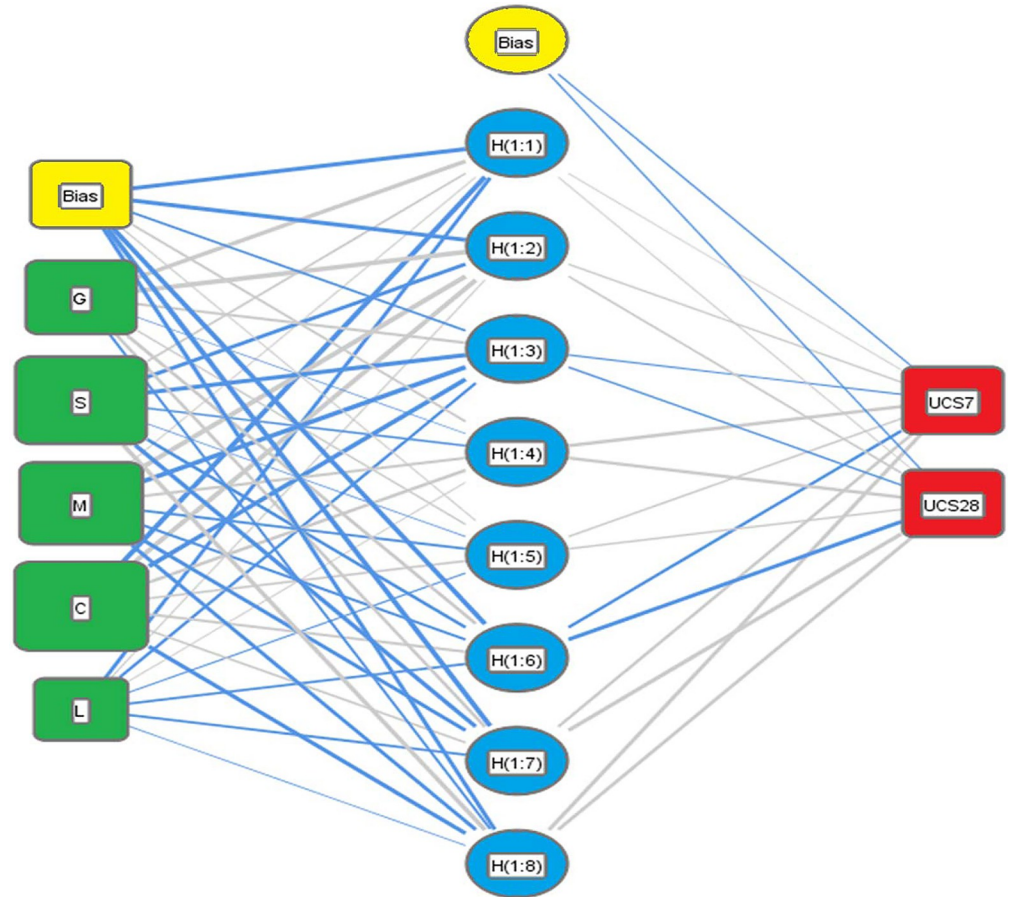 Bias
G
S
M
C
L
Bias
H(1:1)
H(1:2)
H(1:3)
H(1:4)
H(1:5)
H(1:6)
H(1:7)
H(1:8)
UCS7
UCS28